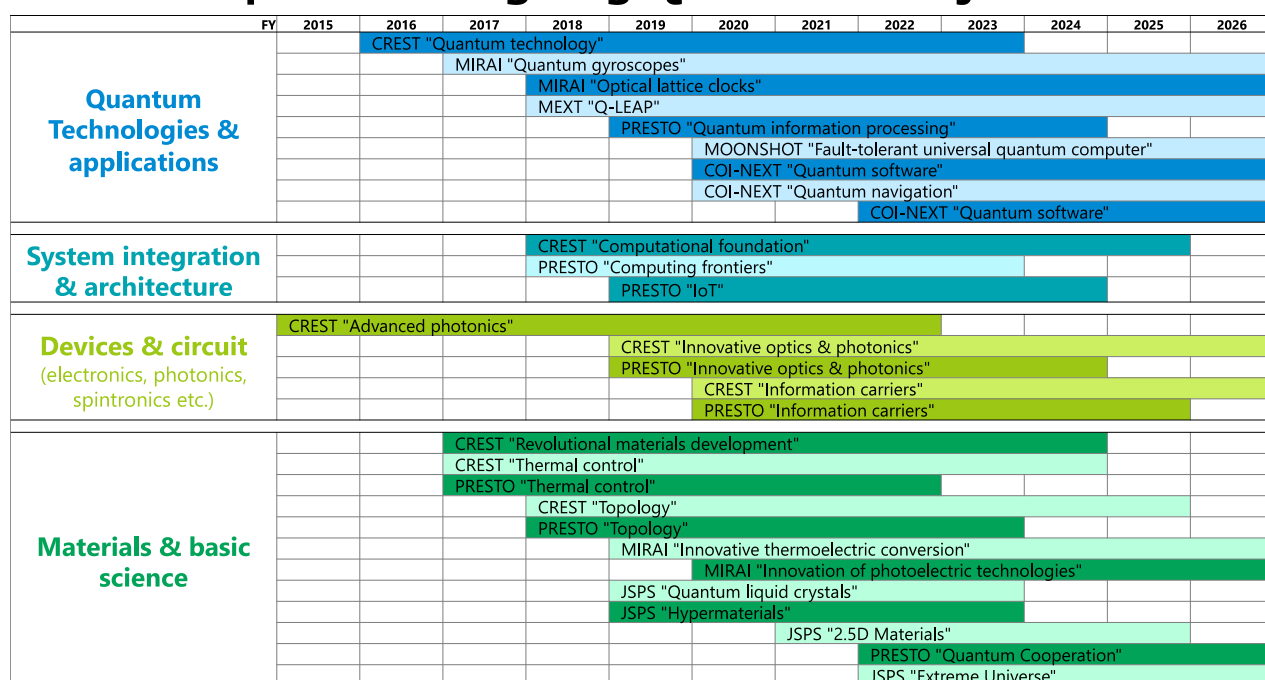 FY 2015 2016 2017 2018 2019 2020 2021 2022 2023 2024 2025 2026
Quantum
Technologies &
applications
CREST "Quantum technology"
MIRAI "Quantum gyroscopes"
MIRAI "Optical lattice clocks"
MEXT "Q-LEAP"
PRESTO "Quantum information processing"
MOONSHOT "Fault-tolerant universal quantum computer"
COI-NEXT "Quantum software"
COI-NEXT "Quantum navigation"
COI-NEXT "Quantum software"
System integration
& architecture
CREST "Computational foundation"
PRESTO "Computing frontiers"
PRESTO "IoT"
Devices & circuit
(electronics, photonics,
spintronics etc.)
CREST "Advanced photonics"
CREST "Innovative optics & photonics"
PRESTO "Innovative optics & photonics"
CREST "Information carriers"
PRESTO "Information carriers"
Materials & basic
science
CREST "Revolutional materials development"
CREST "Thermal control"
PRESTO "Thermal control"
CREST "Topology"
PRESTO "Topology"
MIRAI "Innovative thermoelectric conversion"
MIRAI "Innovation of photoelectric technologies"
JSPS "Quantum liquid crystals"
JSPS "Hypermaterials"
JSPS "2.5D Materials"
PRESTO "Quantum Cooperation"
JSPS "Extreme Universe"